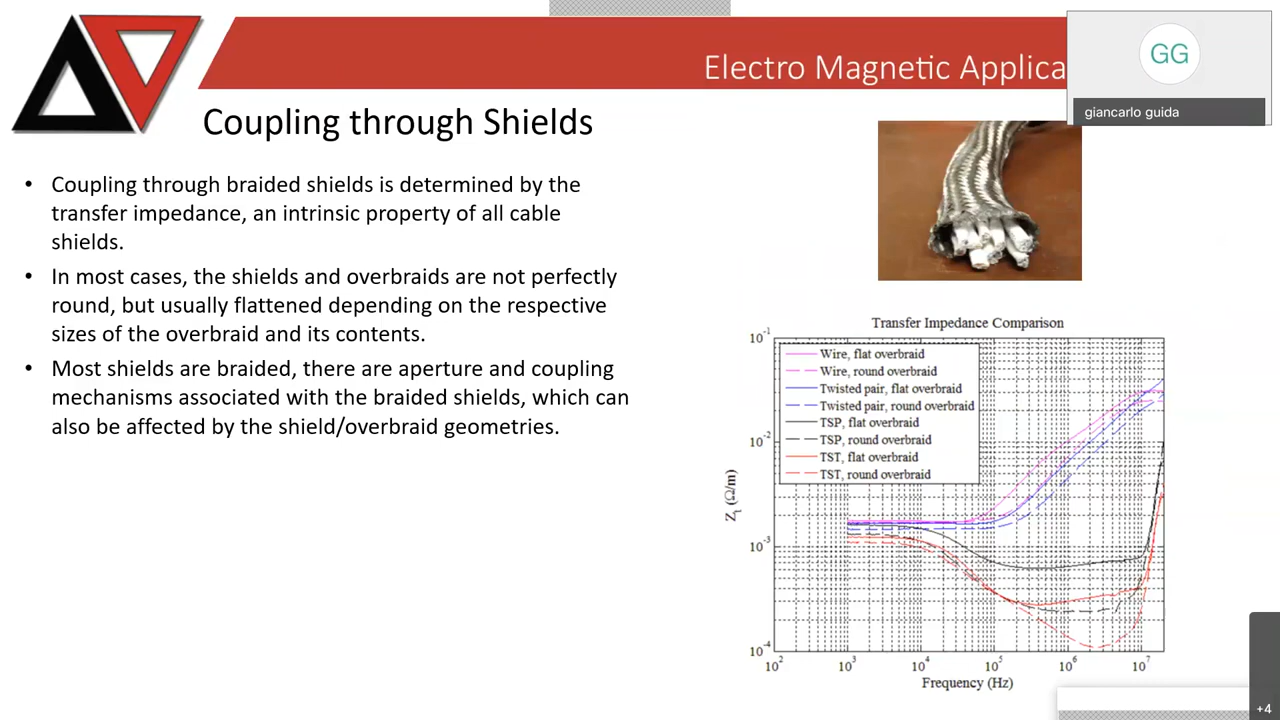 Electro Magnetic Applica
GG
giancarlo guida
Coupling through Shields
• Coupling through braided shields is determined by the
transfer impedance, an intrinsic property of all cable
shields.
• In most cases, the shields and overbraids are not perfectly
round, but usually flattened depending on the respective
sizes of the overbraid and its contents.
• Most shields are braided, there are aperture and coupling
mechanisms associated with the braided shields, which can
also be affected by the shield/overbraid geometries.
Transfer Impedance Comparison
Wire, flat overbraid
Wire, round overbraid
Twisted pair, flat overbraid
Twisted pair, round overbraid
TSP, flat overbraid
TSP, round overbraid
TST, flat overbraid
TST, round overbraid
10⁻¹
10⁻²
10⁻³
10⁻⁴
Zₜ (Ω/m)
10² 10³ 10⁴ 10⁵ 10⁶ 10⁷
Frequency (Hz)
+4